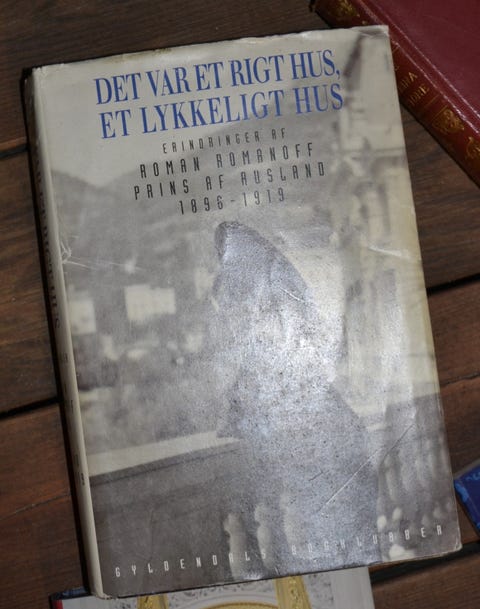 DET VAR ET RIGT HUS,
ET LYKKELIGT HUS
ERINDRINGER AF
ROMAN ROMANOFF
PRINS AF RUSLAND
1896-1919
GYLDENDALS BOGKLUBBER